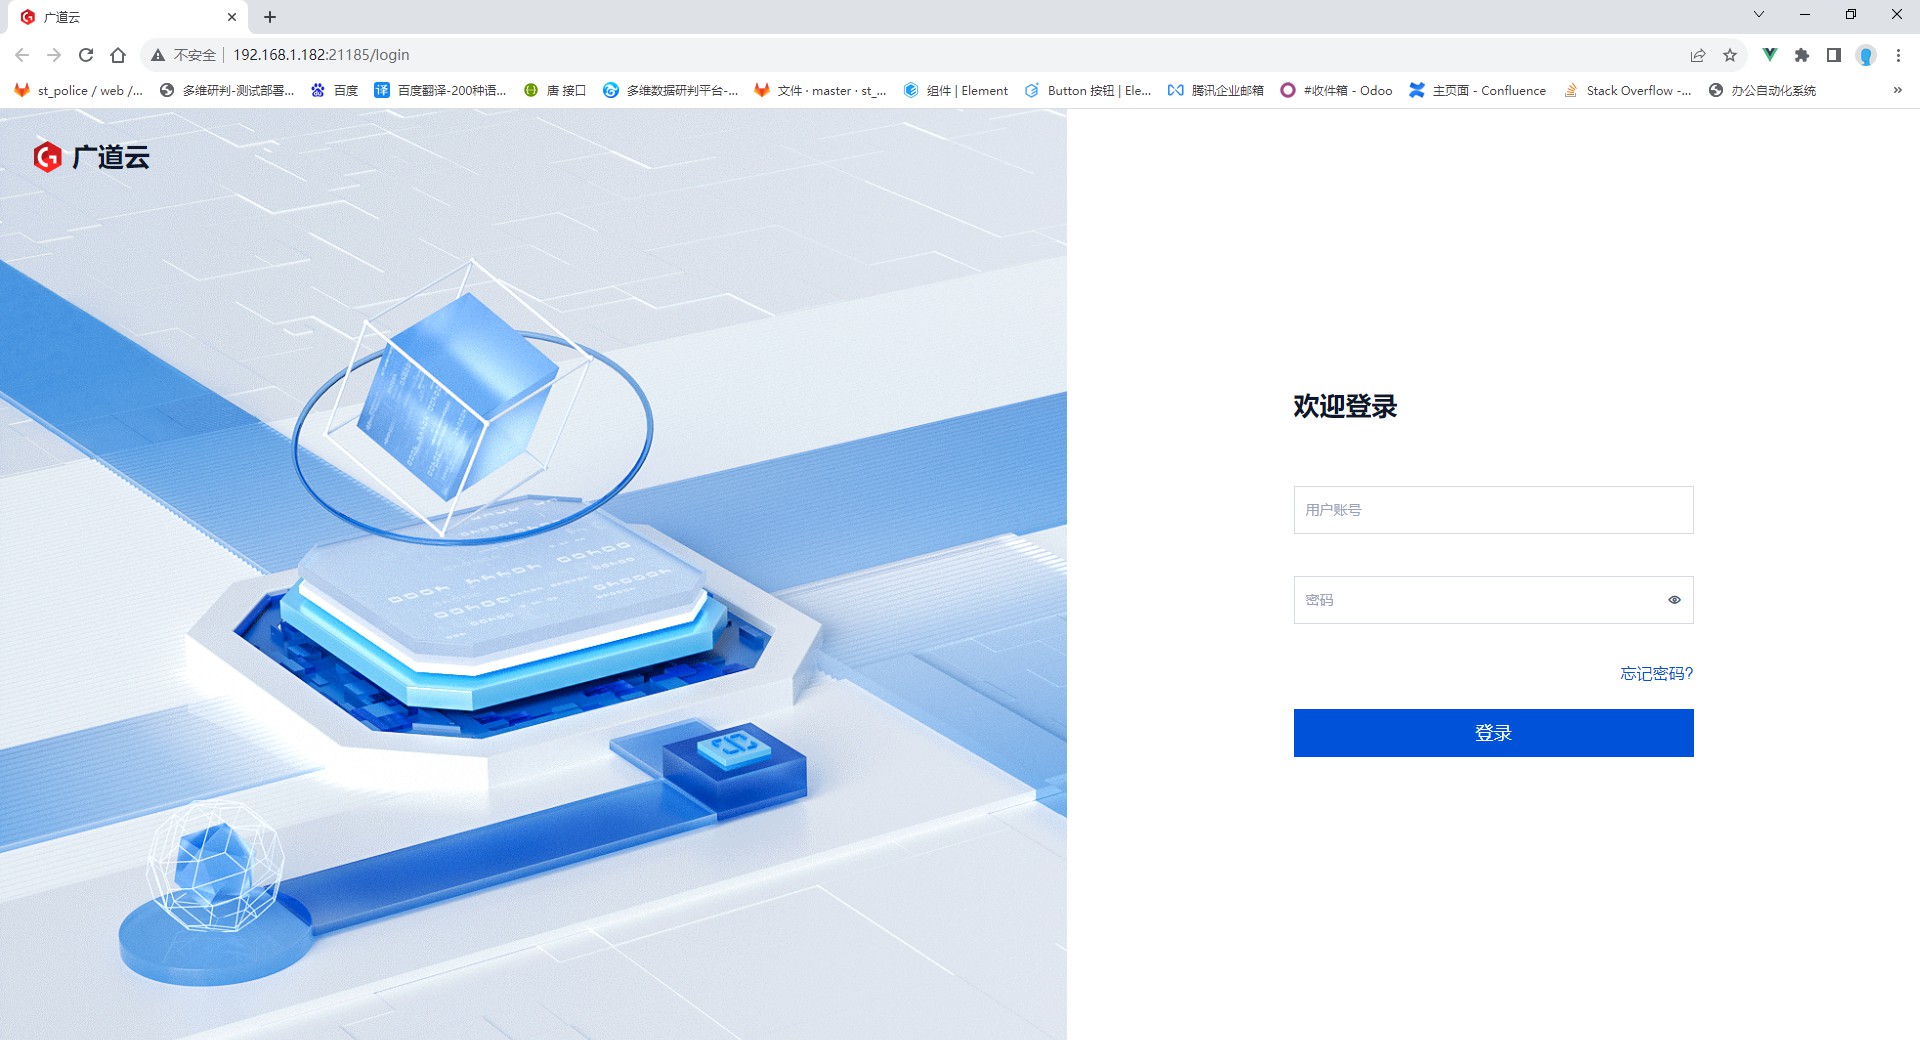 广道云
不安全 192.168.1.182:21185/login
st_police / web /... 多维研判-测试部署... 百度 百度翻译-200种语... 唐 接口 多维数据研判平台-... 文件 · master · st_... 组件 | Element Button 按钮 | Ele... 腾讯企业邮箱 #收件箱 - Odoo 主页面 - Confluence Stack Overflow -... 办公自动化系统 »
广道云
欢迎登录
用户账号
密码
忘记密码?
登录